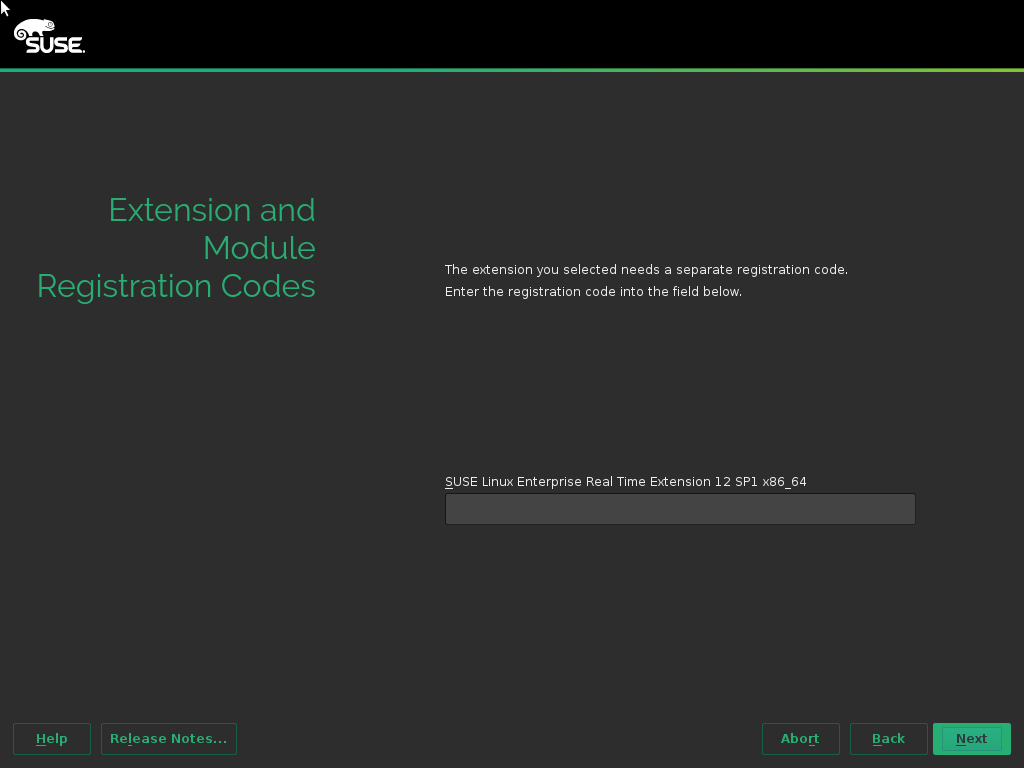 SUSE.
Extension and
Module
Registration Codes
The extension you selected needs a separate registration code.
Enter the registration code into the field below.
SUSE Linux Enterprise Real Time Extension 12 SP1 x86_64
Help
Release Notes...
Abort
Back
Next